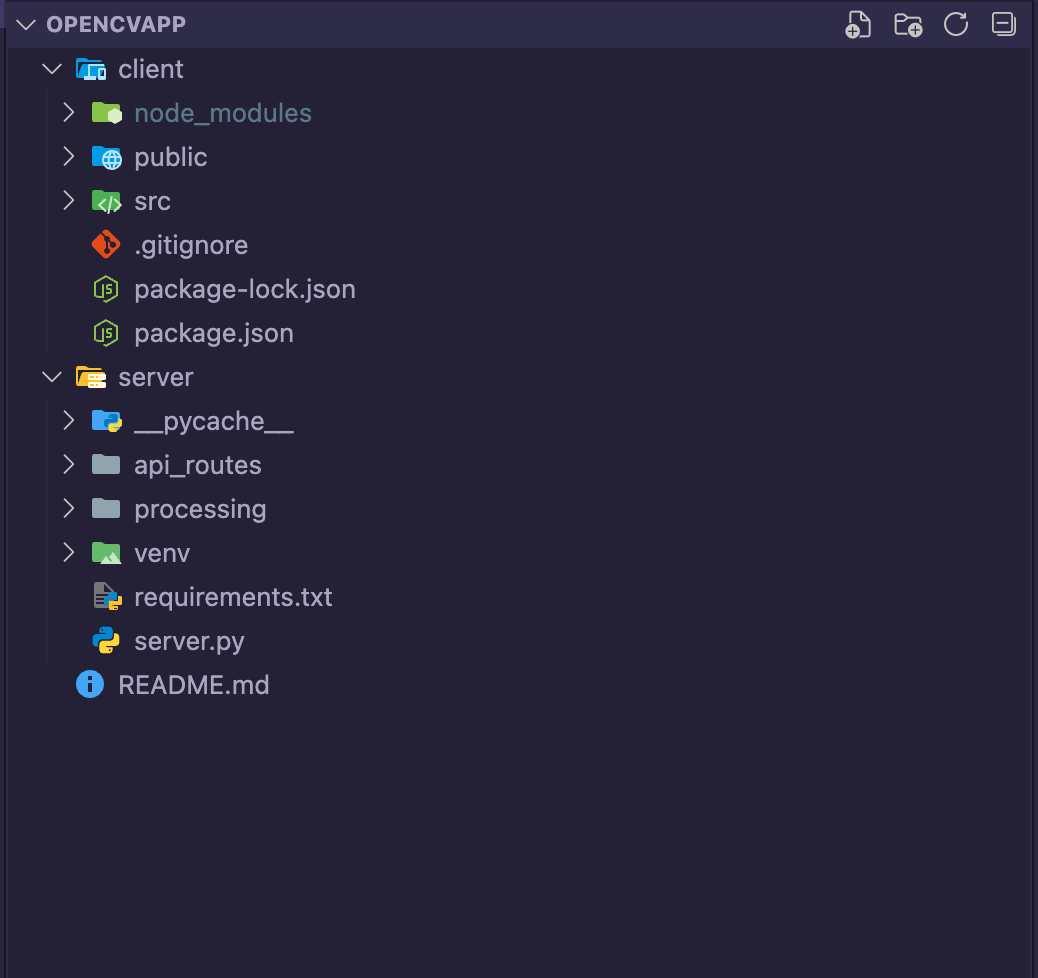 OPENCVAPP
client
node_modules
public
src
.gitignore
package-lock.json
package.json
server
__pycache__
api_routes
processing
venv
requirements.txt
server.py
README.md